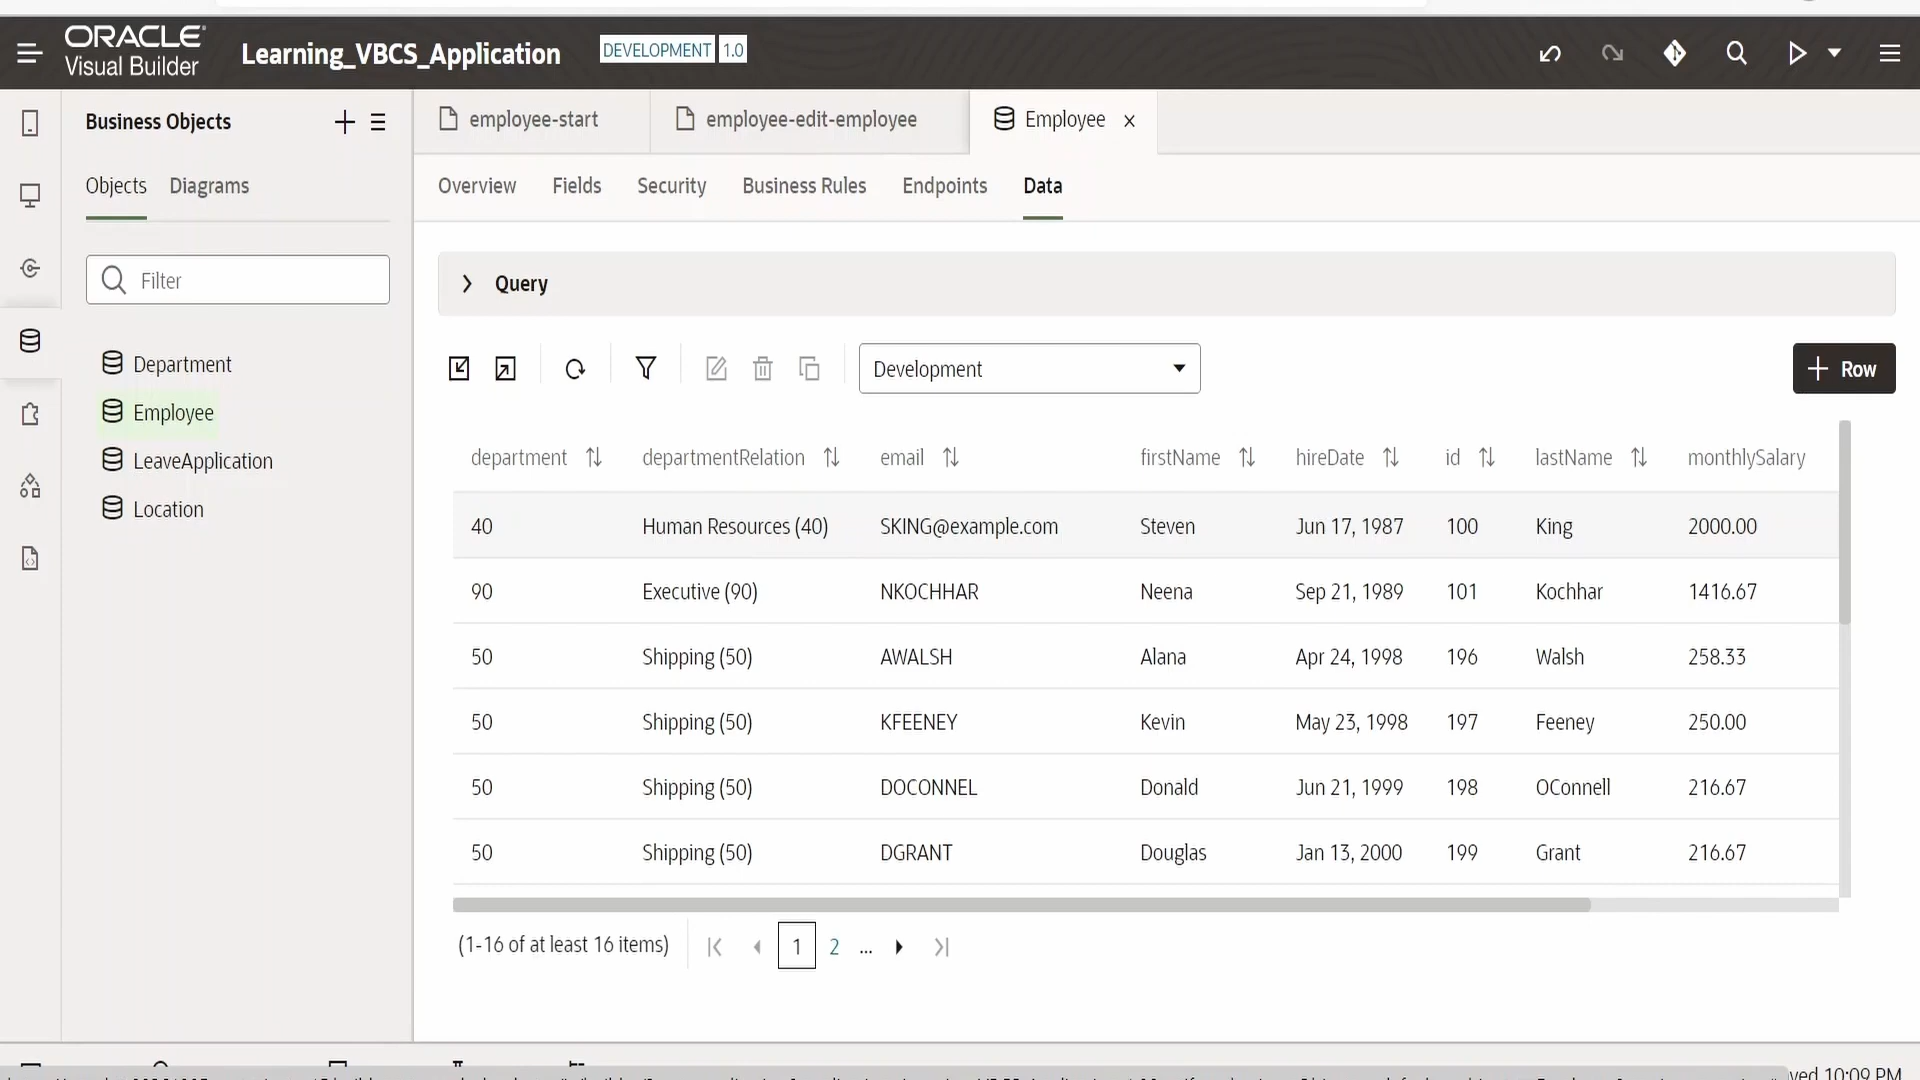 ORACLE
Visual Builder
Learning_VBCS_Application
DEVELOPMENT 1.0
Business Objects
Objects Diagrams
Filter
Department
Employee
LeaveApplication
Location
employee-start
employee-edit-employee
Employee
Overview Fields Security Business Rules Endpoints Data
Query
Development
Row
department departmentRelation email firstName hireDate id lastName monthlySalary
40 Human Resources (40) SKING@example.com Steven Jun 17, 1987 100 King 2000.00
90 Executive (90) NKOCHHAR Neena Sep 21, 1989 101 Kochhar 1416.67
50 Shipping (50) AWALSH Alana Apr 24, 1998 196 Walsh 258.33
50 Shipping (50) KFEENEY Kevin May 23, 1998 197 Feeney 250.00
50 Shipping (50) DOCONNEL Donald Jun 21, 1999 198 OConnell 216.67
50 Shipping (50) DGRANT Douglas Jan 13, 2000 199 Grant 216.67
(1-16 of at least 16 items) 1 2 ...
10:09 PM